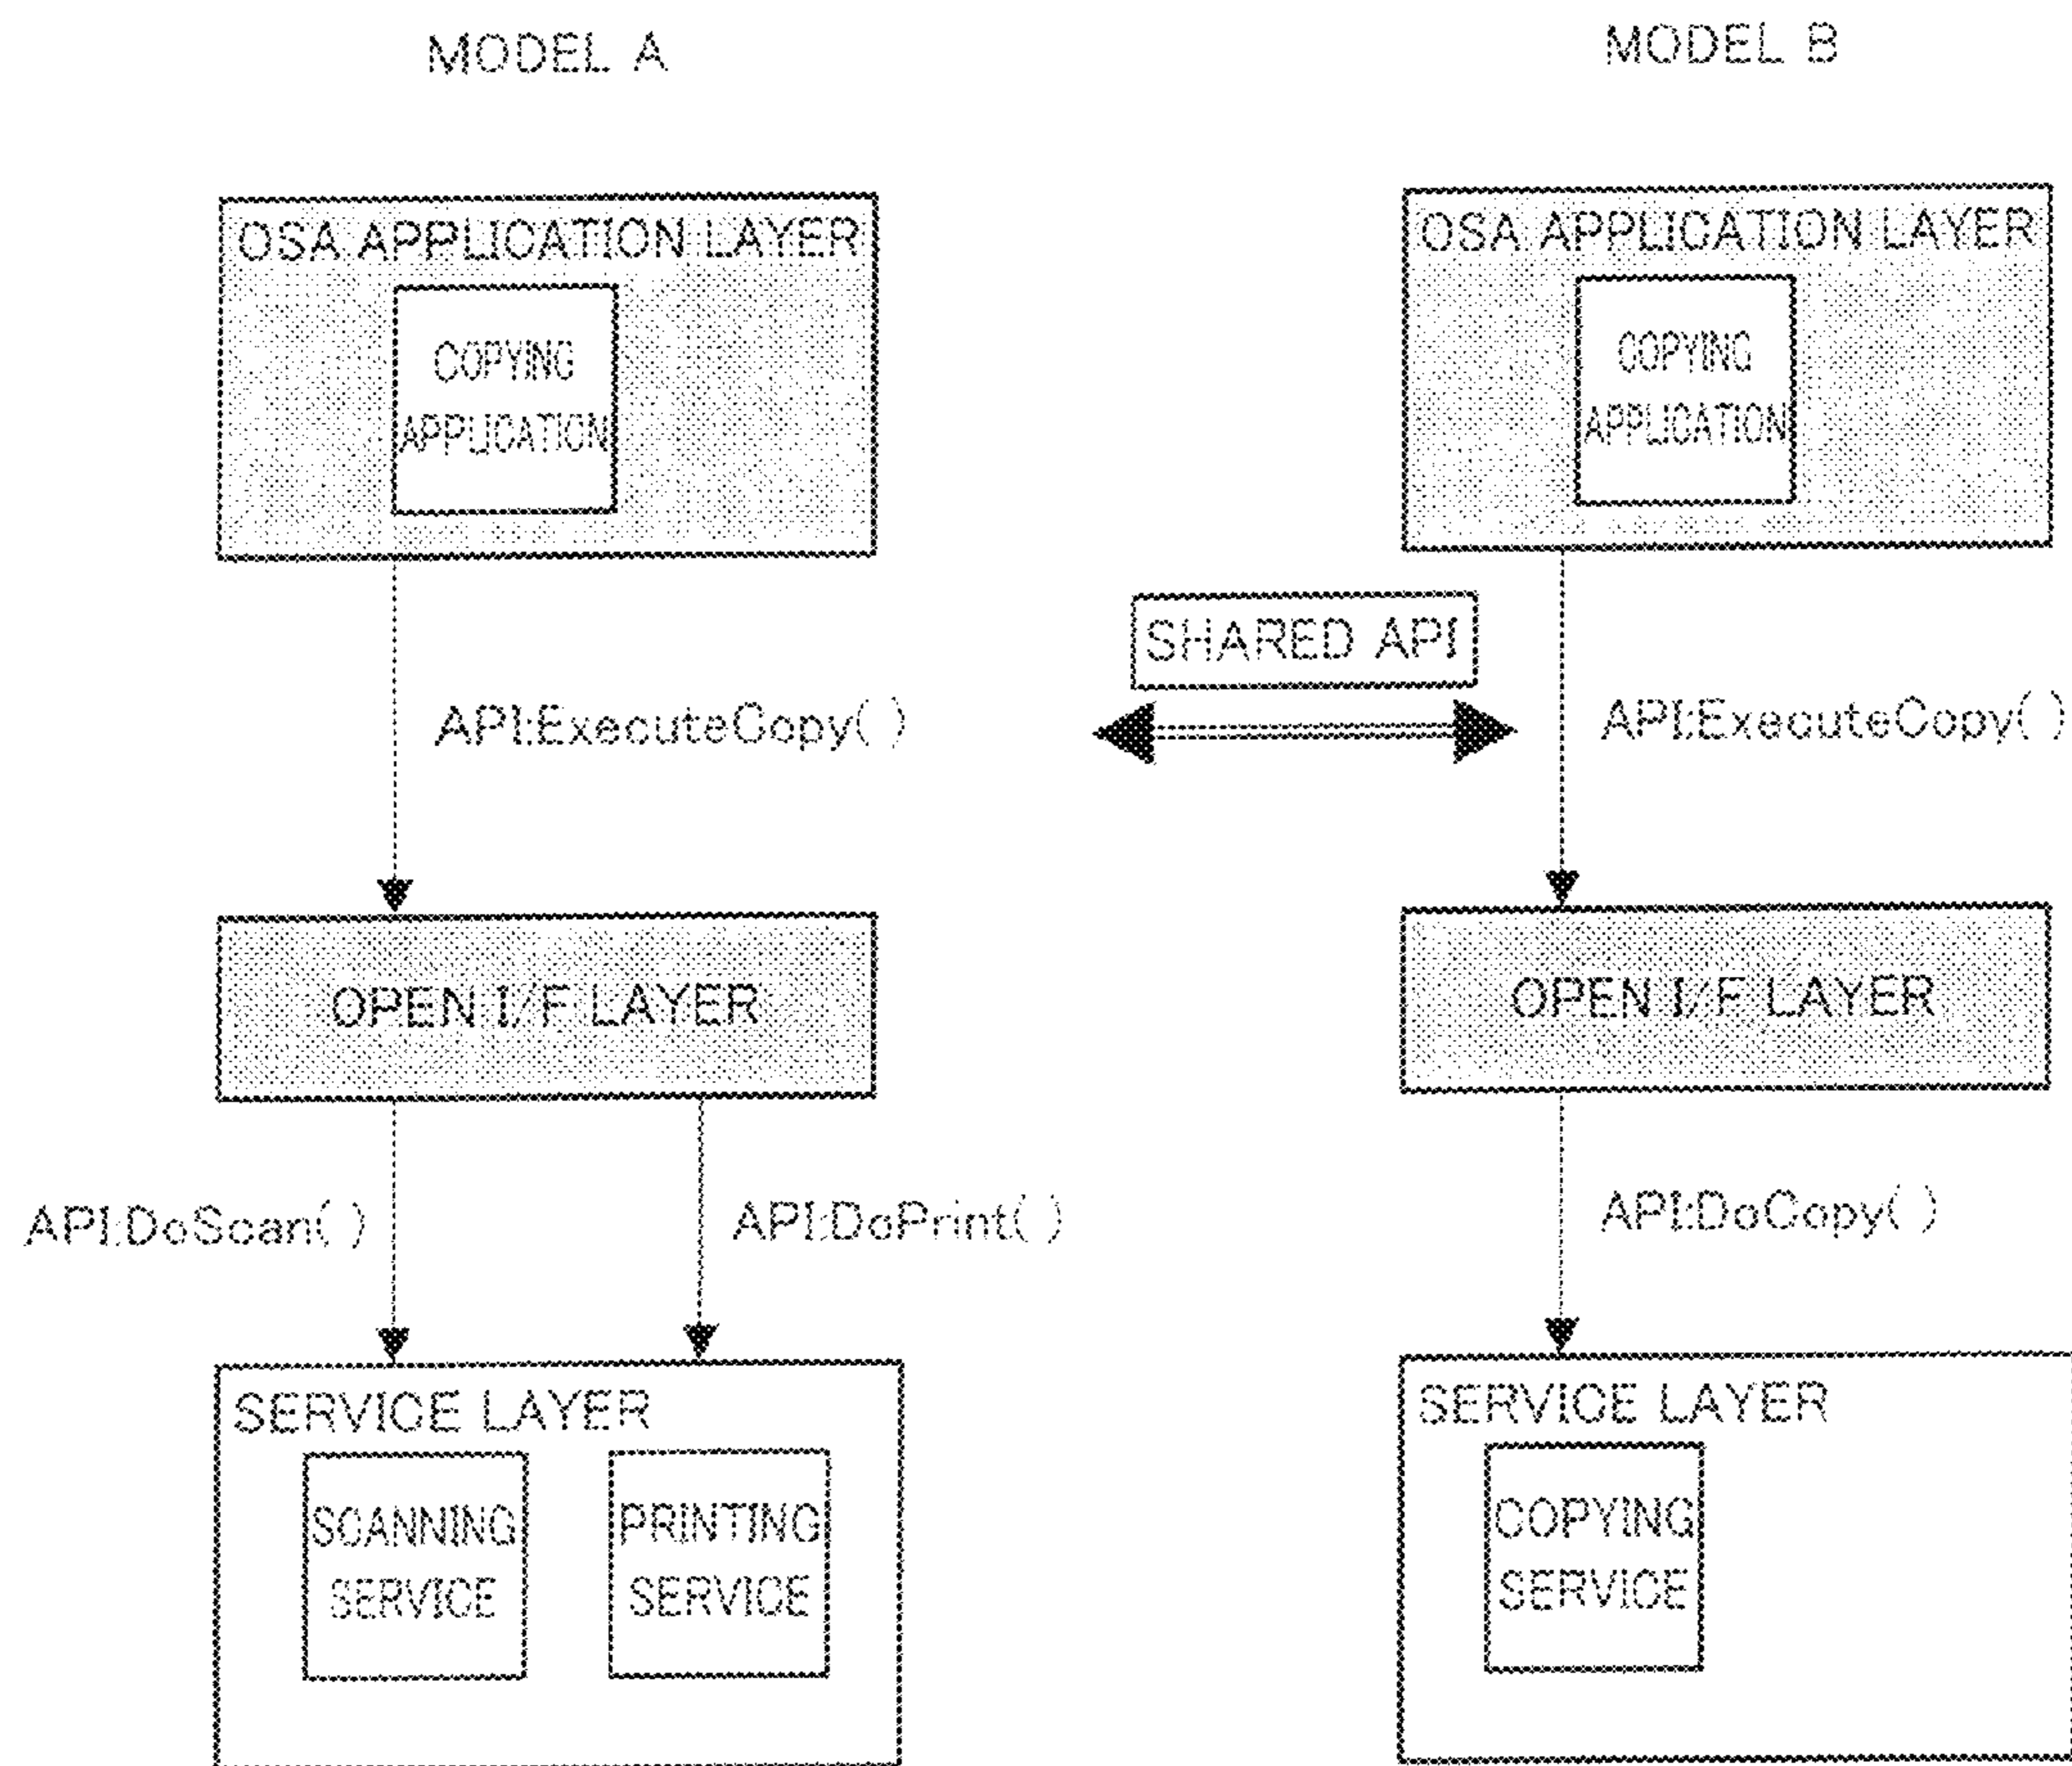 MODEL A
MODEL B
OSA APPLICATION LAYER
COPYING
APPLICATION
OSA APPLICATION LAYER
COPYING
APPLICATION
SHARED API
API:ExecuteCopy( )
API:ExecuteCopy( )
OPEN I/F LAYER
OPEN I/F LAYER
API:DoScan( )
API:DoPrint( )
API:DoCopy( )
SERVICE LAYER
SCANNING
SERVICE
PRINTING
SERVICE
SERVICE LAYER
COPYING
SERVICE